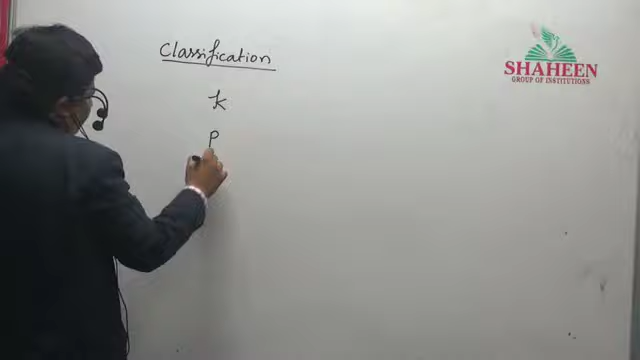 Classification
K
P
SHAHEEN
GROUP OF INSTITUTIONS